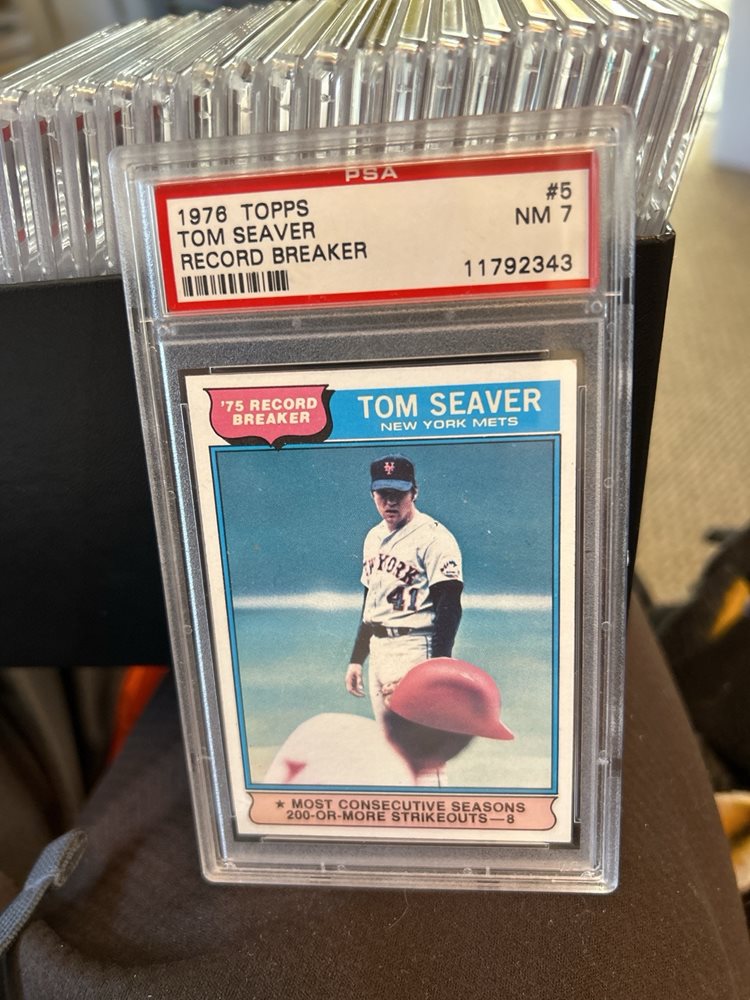 PSA
1976 TOPPS #5
TOM SEAVER NM 7
RECORD BREAKER
11792343
'75 RECORD
BREAKER
TOM SEAVER
NEW YORK METS
NY
W YORK
41
★ MOST CONSECUTIVE SEASONS
200-OR-MORE STRIKEOUTS—8